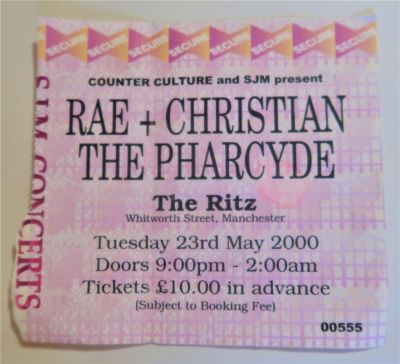 SECURE SECURE SECURE SECURE SECURE
SJM CONCERTS
COUNTER CULTURE and SJM present
RAE + CHRISTIAN
THE PHARCYDE
The Ritz
Whitworth Street, Manchester
Tuesday 23rd May 2000
Doors 9:00pm - 2:00am
Tickets £10.00 in advance
(Subject to Booking Fee)
00555